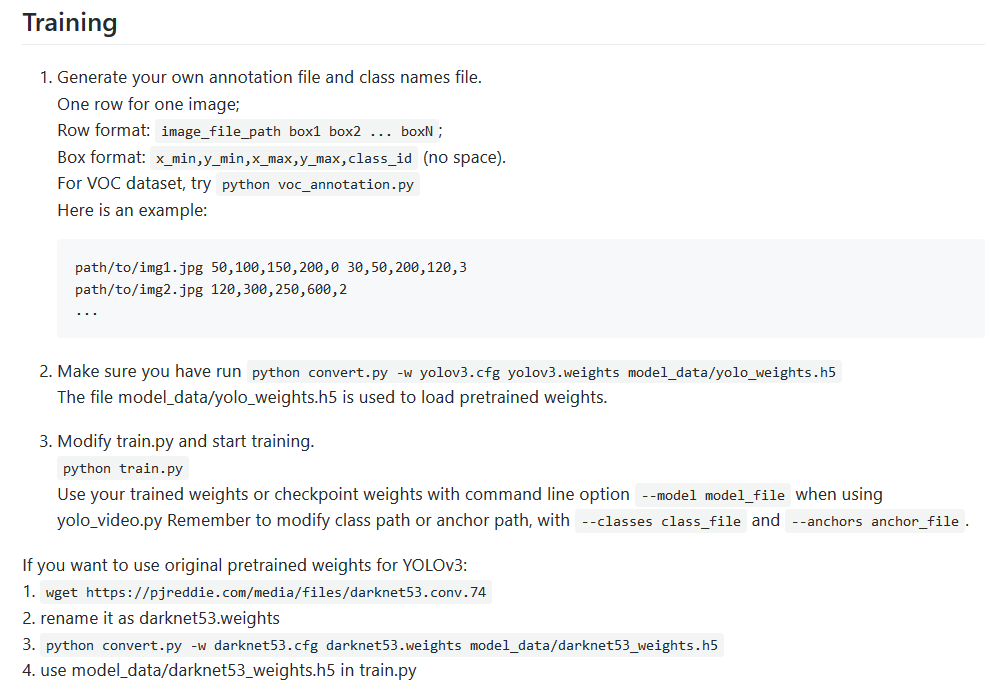 Training
1. Generate your own annotation file and class names file.
One row for one image;
Row format: image_file_path box1 box2 ... boxN ;
Box format: x_min,y_min,x_max,y_max,class_id (no space).
For VOC dataset, try python voc_annotation.py
Here is an example:
path/to/img1.jpg 50,100,150,200,0 30,50,200,120,3
path/to/img2.jpg 120,300,250,600,2
...
2. Make sure you have run python convert.py -w yolov3.cfg yolov3.weights model_data/yolo_weights.h5
The file model_data/yolo_weights.h5 is used to load pretrained weights.
3. Modify train.py and start training.
python train.py
Use your trained weights or checkpoint weights with command line option --model model_file when using
yolo_video.py Remember to modify class path or anchor path, with --classes class_file and --anchors anchor_file .
If you want to use original pretrained weights for YOLOv3:
1. wget https://pjreddie.com/media/files/darknet53.conv.74
2. rename it as darknet53.weights
3. python convert.py -w darknet53.cfg darknet53.weights model_data/darknet53_weights.h5
4. use model_data/darknet53_weights.h5 in train.py